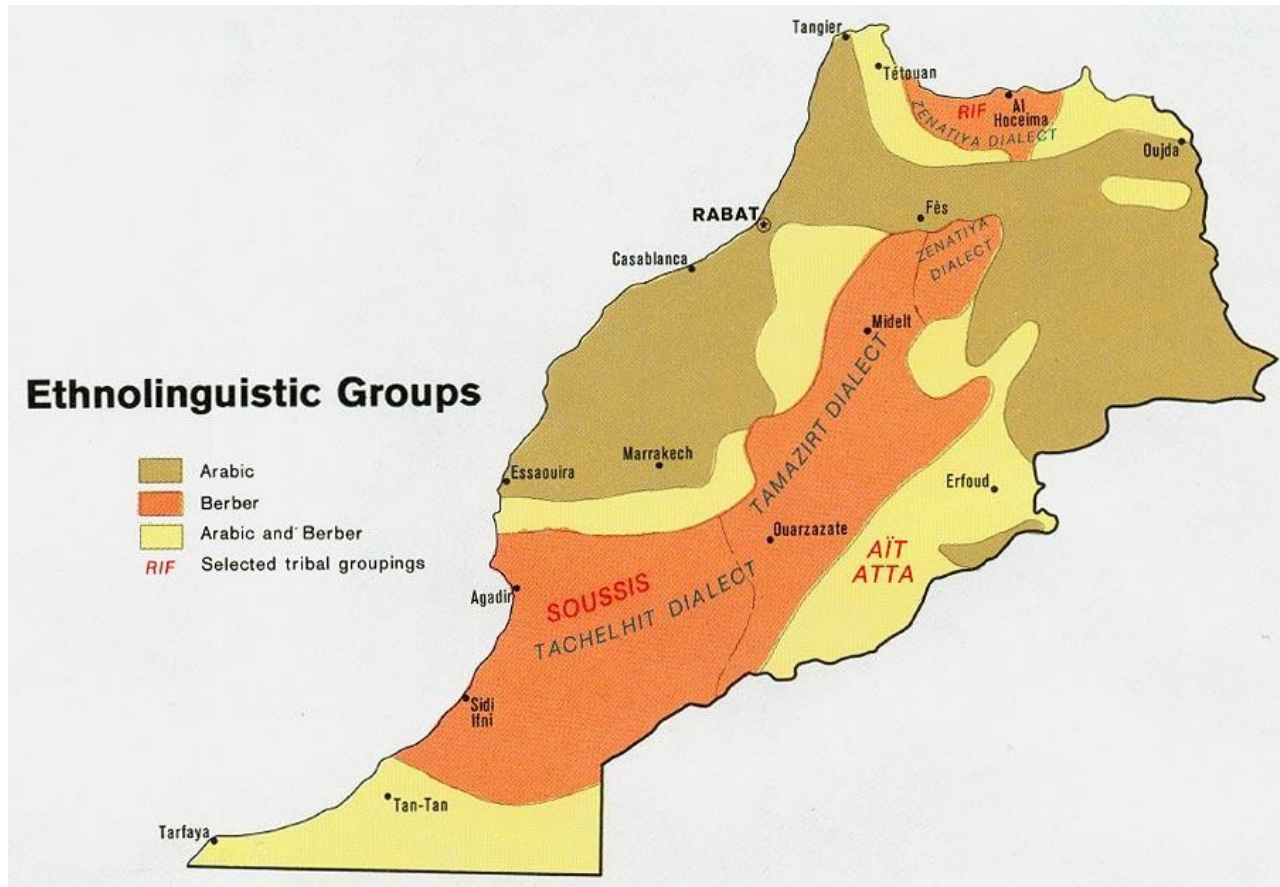 Tangier
Tétouan
RIF
Al
Hoceima
ZENATIYA DIALECT
Oujda
RABAT
Fès
ZENATIYA
DIALECT
Casablanca
Midelt
Ethnolinguistic Groups
Arabic
Berber
Arabic and Berber
RIF Selected tribal groupings
TAMAZIRT DIALECT
Marrakech
Essaouira
Erfoud
Ouarzazate
AÏT
ATTA
Agadir
SOUSSIS
TACHELHIT DIALECT
Sidi
Ifni
Tan-Tan
Tarfaya